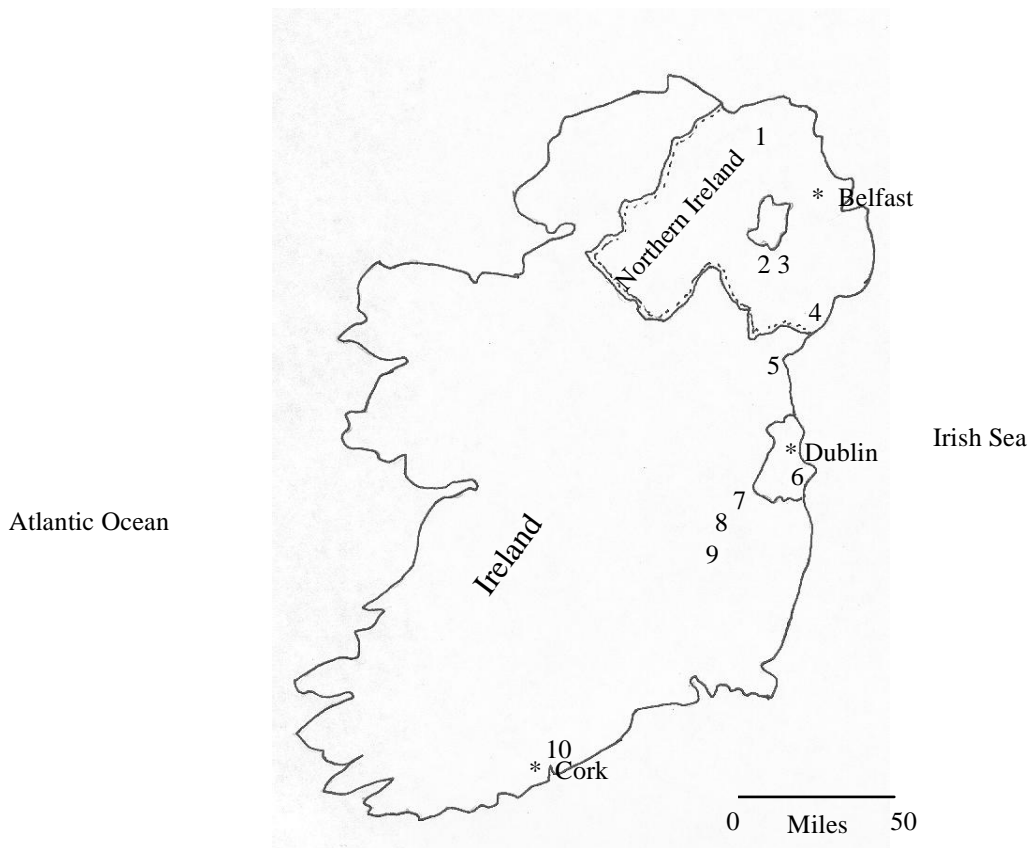 1
Northern Ireland
* Belfast
2 3
4
5
Irish Sea
* Dublin
6
7
Atlantic Ocean
8
Ireland
9
10
* Cork
0 Miles 50